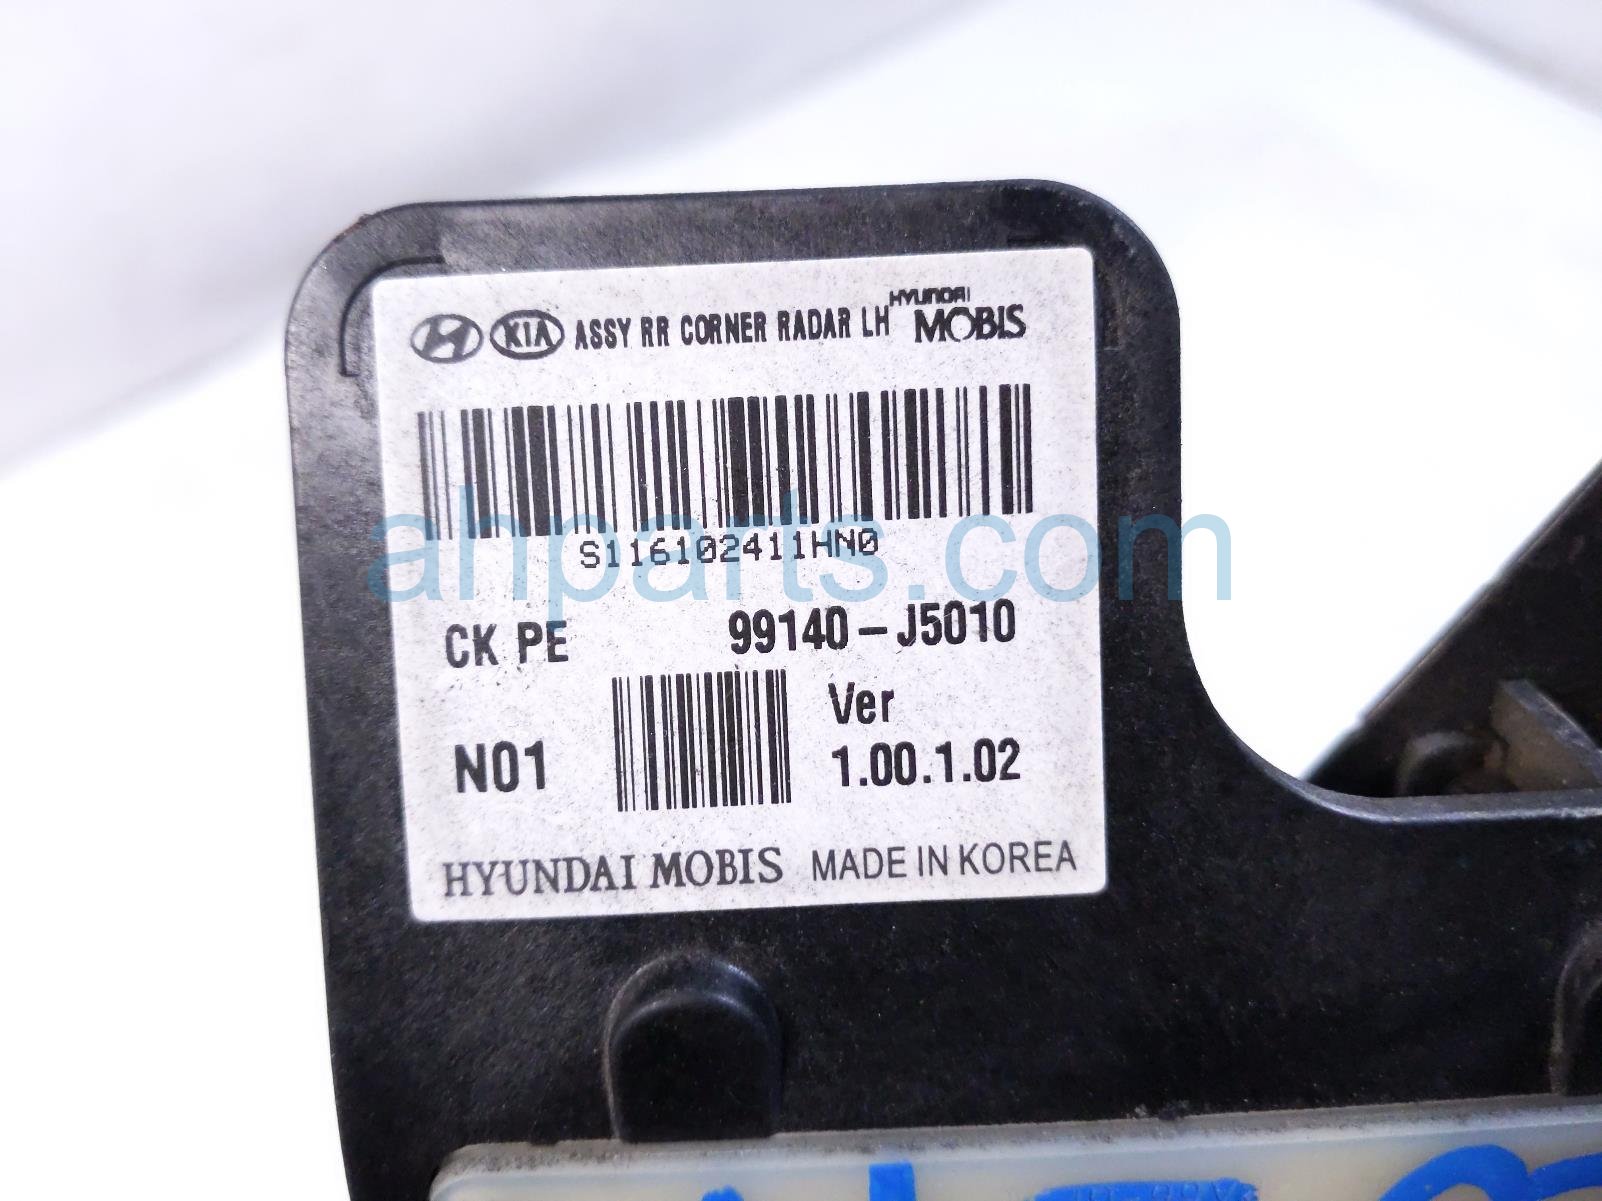 KIA ASSY RR CORNER RADAR LH HYUNDAI MOBIS
S116102411HN0
ahparts.com
CK PE 99140-J5010
Ver
N01 1.00.1.02
HYUNDAI MOBIS MADE IN KOREA